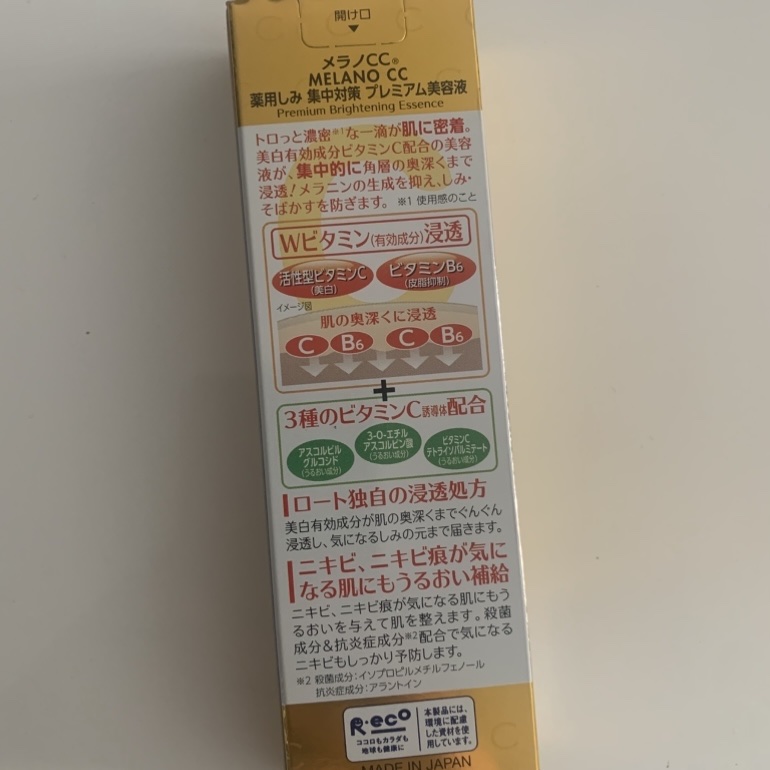 開け口
メラノCC®
MELANO CC
薬用しみ 集中対策 プレミアム美容液
Premium Brightening Essence
トロっと濃密※1な一滴が肌に密着。
美白有効成分ビタミンC配合の美容
液が、集中的に角層の奥深くまで
浸透!メラニンの生成を抑え、しみ・
そばかすを防ぎます。 ※1 使用感のこと
Wビタミン(有効成分)浸透
活性型ビタミンC
(美白)
ビタミンB6
(皮脂抑制)
イメージ図
肌の奥深くに浸透
C B6 C B6
+
3種のビタミンC誘導体配合
アスコルビル
グルコシド
(うるおい成分)
3-O-エチル
アスコルビン酸
(うるおい成分)
ビタミンC
テトライソパルミテート
(うるおい成分)
ロート独自の浸透処方
美白有効成分が肌の奥深くまでぐんぐん
浸透し、気になるしみの元まで届きます。
ニキビ、ニキビ痕が気に
なる肌にもうるおい補給
ニキビ、ニキビ痕が気になる肌にもう
るおいを与えて肌を整えます。殺菌
成分&抗炎症成分※2配合で気になる
ニキビもしっかり予防します。
※2 殺菌成分:イソプロピルメチルフェノール
抗炎症成分:アラントイン
R・eco
ココロもカラダも
地球も健康に
本製品には、
環境に配慮
した資材を使
用しています。
MADE IN JAPAN